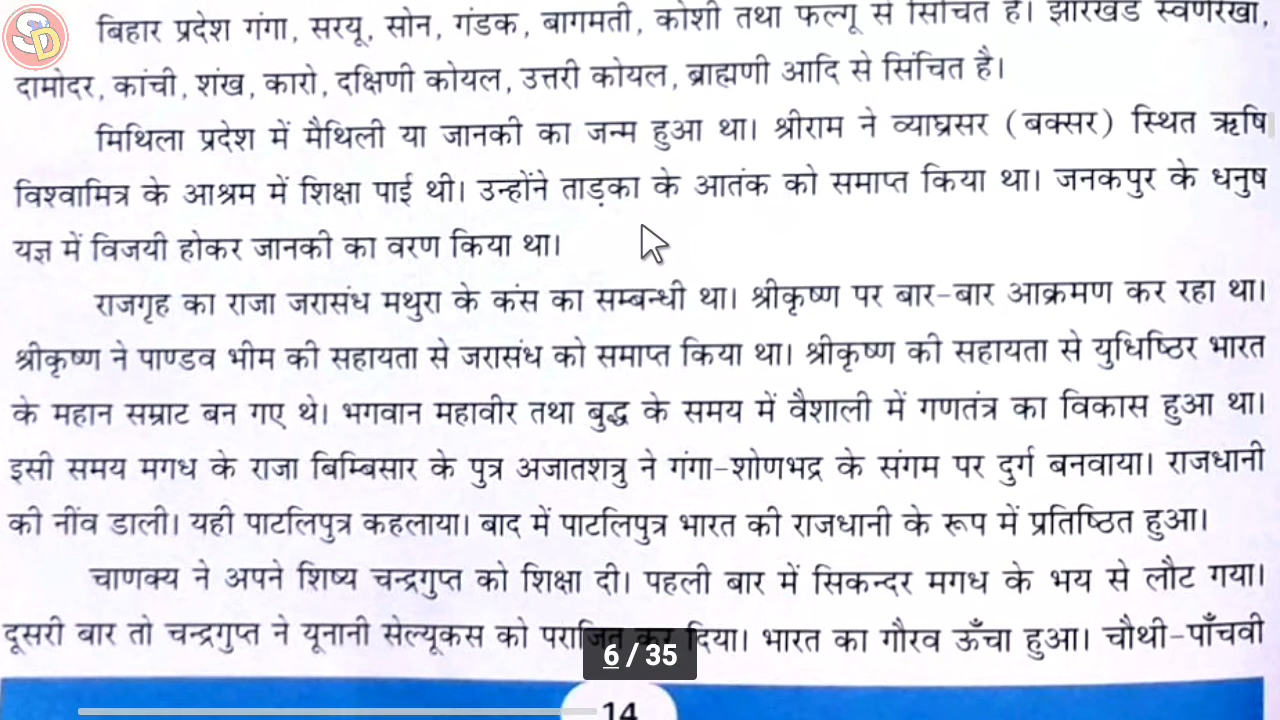 SD
बिहार प्रदेश गंगा, सरयू, सोन, गंडक, बागमती, कोशी तथा फल्गू से सिंचित है। झारखंड स्वर्णरेखा,
दामोदर, कांची, शंख, कारो, दक्षिणी कोयल, उत्तरी कोयल, ब्राह्मणी आदि से सिंचित है।
मिथिला प्रदेश में मैथिली या जानकी का जन्म हुआ था। श्रीराम ने व्याघ्रसर (बक्सर) स्थित ऋषि
विश्वामित्र के आश्रम में शिक्षा पाई थी। उन्होंने ताड़का के आतंक को समाप्त किया था। जनकपुर के धनुष
यज्ञ में विजयी होकर जानकी का वरण किया था।
राजगृह का राजा जरासंध मथुरा के कंस का सम्बन्धी था। श्रीकृष्ण पर बार-बार आक्रमण कर रहा था।
श्रीकृष्ण ने पाण्डव भीम की सहायता से जरासंध को समाप्त किया था। श्रीकृष्ण की सहायता से युधिष्ठिर भारत
के महान सम्राट बन गए थे। भगवान महावीर तथा बुद्ध के समय में वैशाली में गणतंत्र का विकास हुआ था।
इसी समय मगध के राजा बिम्बिसार के पुत्र अजातशत्रु ने गंगा-शोणभद्र के संगम पर दुर्ग बनवाया। राजधानी
की नींव डाली। यही पाटलिपुत्र कहलाया। बाद में पाटलिपुत्र भारत की राजधानी के रूप में प्रतिष्ठित हुआ।
चाणक्य ने अपने शिष्य चन्द्रगुप्त को शिक्षा दी। पहली बार में सिकन्दर मगध के भय से लौट गया।
दूसरी बार तो चन्द्रगुप्त ने यूनानी सेल्यूकस को पराजित कर दिया। भारत का गौरव ऊँचा हुआ। चौथी-पाँचवी
6 / 35
14